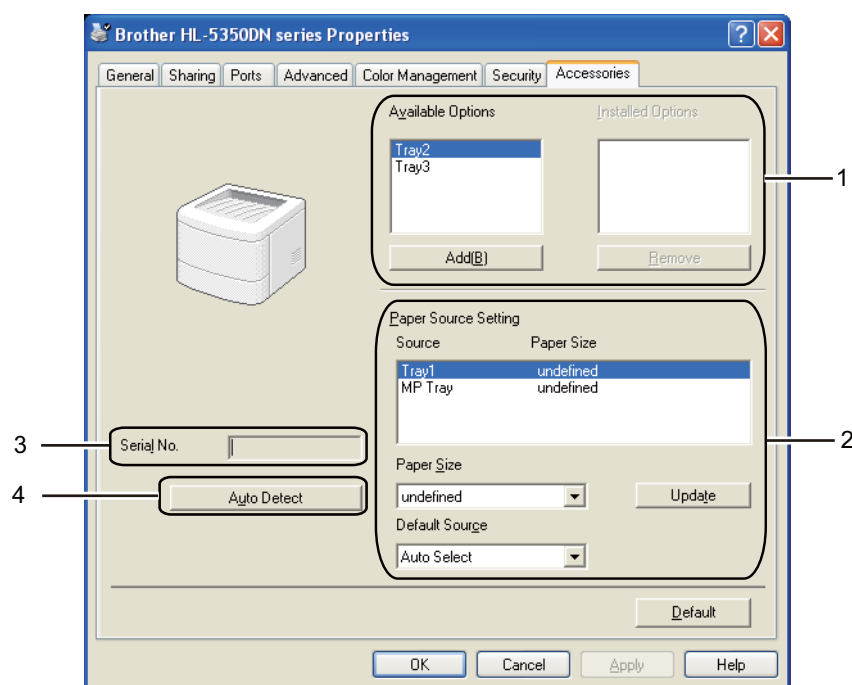 Brother HL-5350DN series Properties
General Sharing Ports Advanced Color Management Security Accessories
Available Options Installed Options
Tray2
Tray3
1
Add(B) Remove
Paper Source Setting
Source Paper Size
Tray1 undefined
MP Tray undefined
2
3
Serial No.
Paper Size
4
Auto Detect
undefined
Update
Default Source
Auto Select
Default
OK Cancel Apply Help